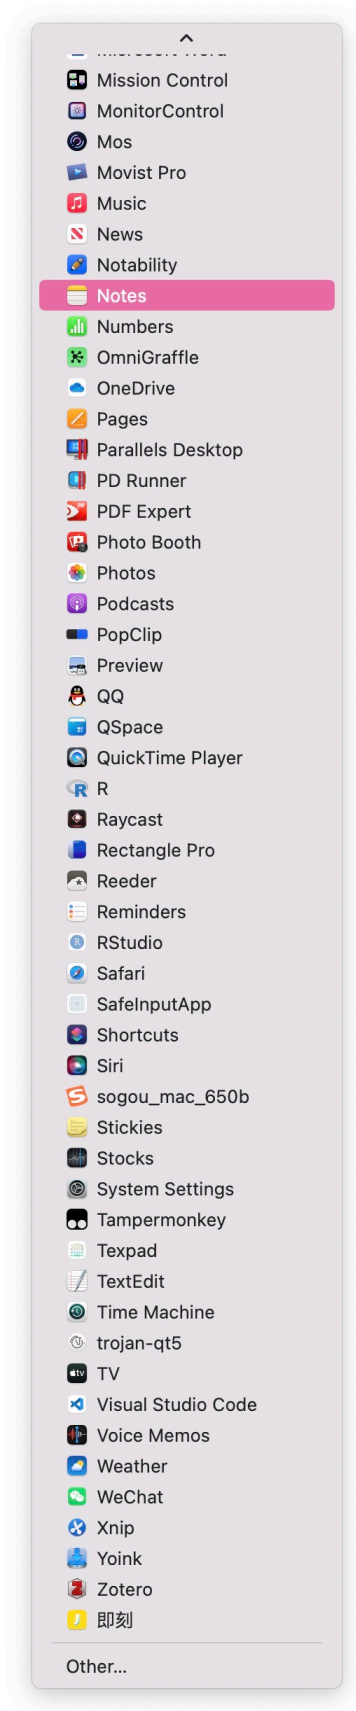 Mission Control
MonitorControl
Mos
Movist Pro
Music
News
Notability
Notes
Numbers
OmniGraffle
OneDrive
Pages
Parallels Desktop
PD Runner
PDF Expert
Photo Booth
Photos
Podcasts
PopClip
Preview
QQ
QSpace
QuickTime Player
R
Raycast
Rectangle Pro
Reeder
Reminders
RStudio
Safari
SafeInputApp
Shortcuts
Siri
sogou_mac_650b
Stickies
Stocks
System Settings
Tampermonkey
Texpad
TextEdit
Time Machine
trojan-qt5
TV
Visual Studio Code
Voice Memos
Weather
WeChat
Xnip
Yoink
Zotero
即刻
Other...